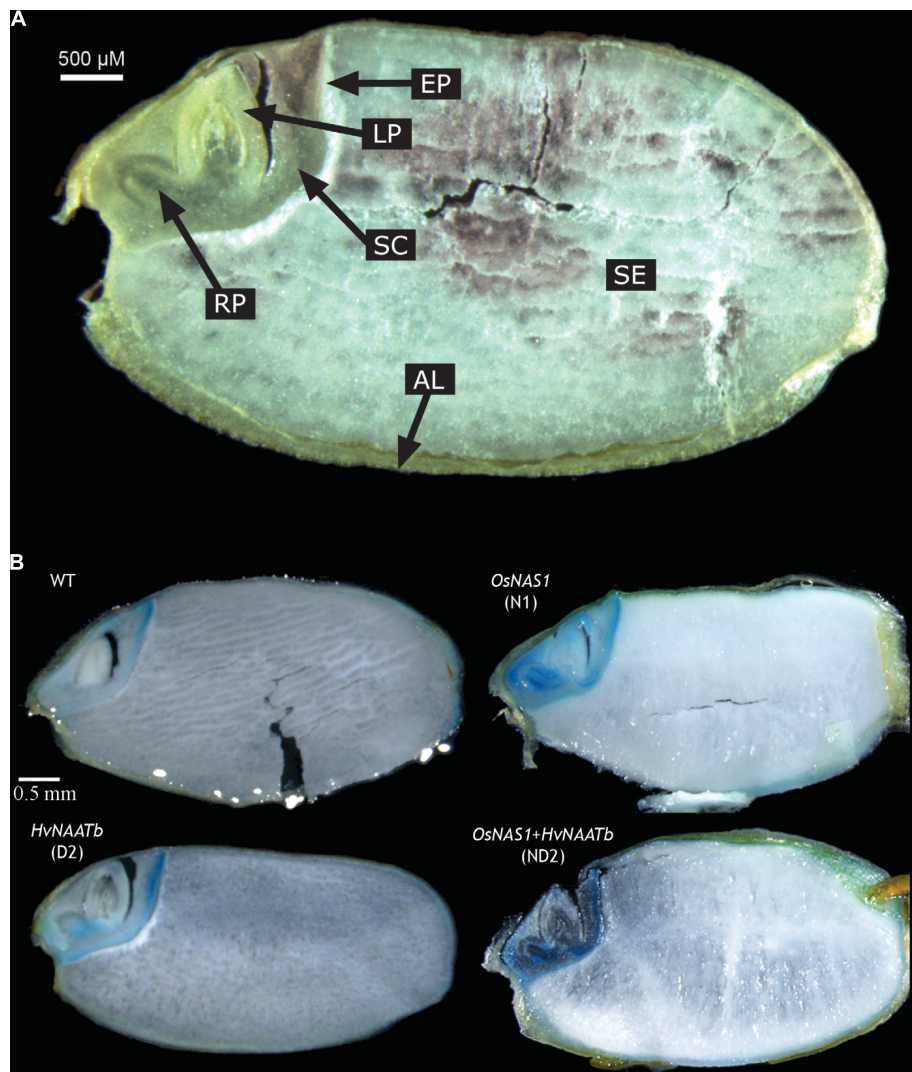 A
500 µM
EP
LP
SC
SE
RP
AL
B
WT
OsNAS1
(N1)
0.5 mm
HvNAATb
(D2)
OsNAS1+HvNAATb
(ND2)